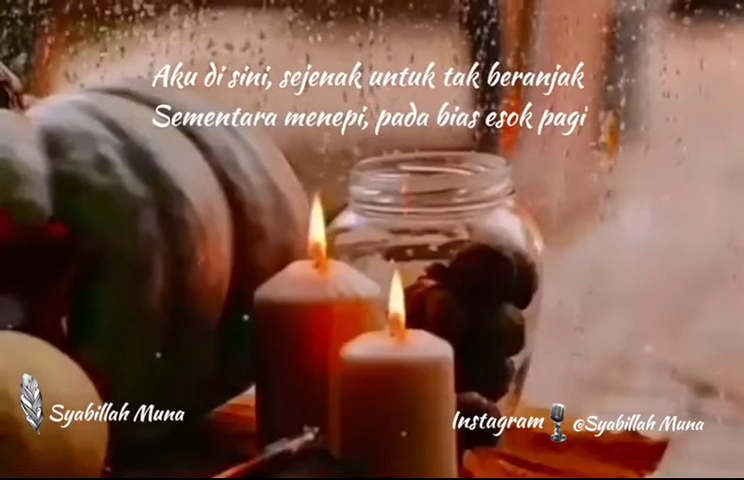 Aku di sini, sejenak untuk tak beranjak
Sementara menepi, pada bias esok pagi
Syabillah Muna
Instagram @Syabillah Muna